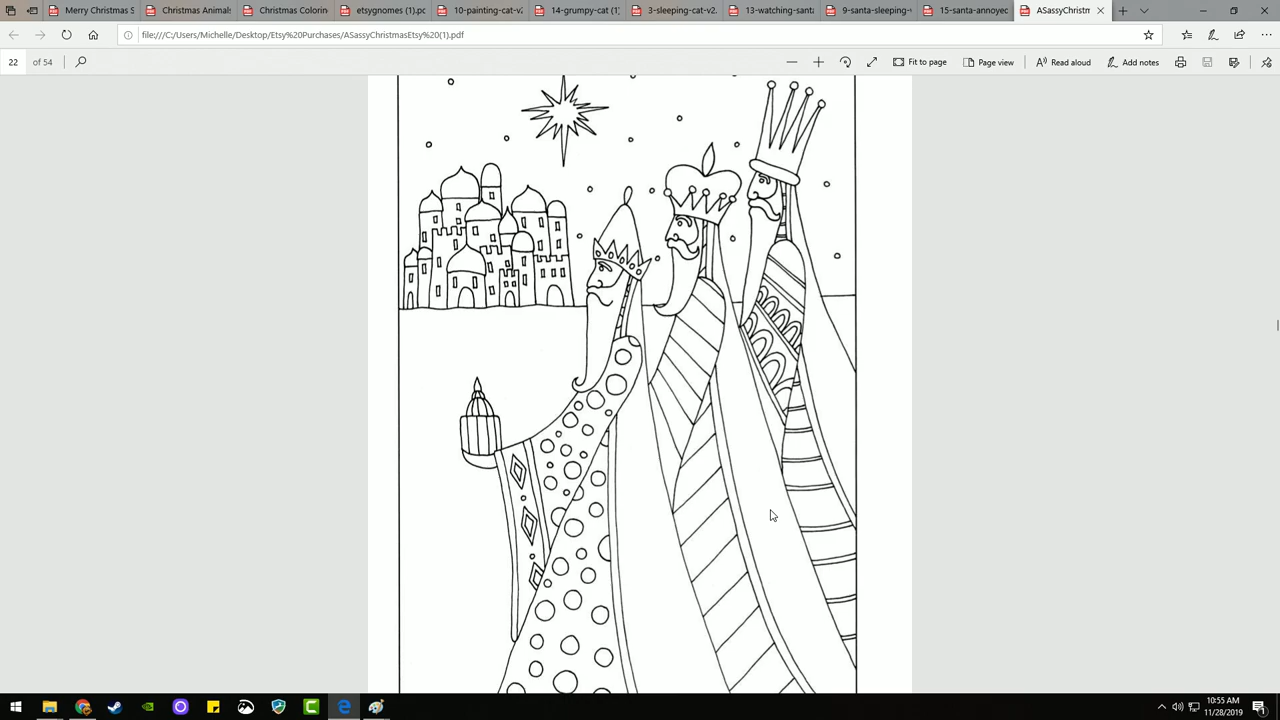 Merry Christmas S
Christmas Animals
Christmas Colorin
etsygnomes (1).pc
10-painting-cat-v2
14-grumpy-cat (1)
3-sleeping-cat-v2.
13-watching-santa
9-santa-sleeping-
15-santa-annoyed
ASassyChristm
file:///C:/Users/Michelle/Desktop/Etsy%20Purchases/ASassyChristmasEtsy%20(1).pdf
22 of 54
Fit to page
Page view
Read aloud
Add notes
10:55 AM
11/28/2019